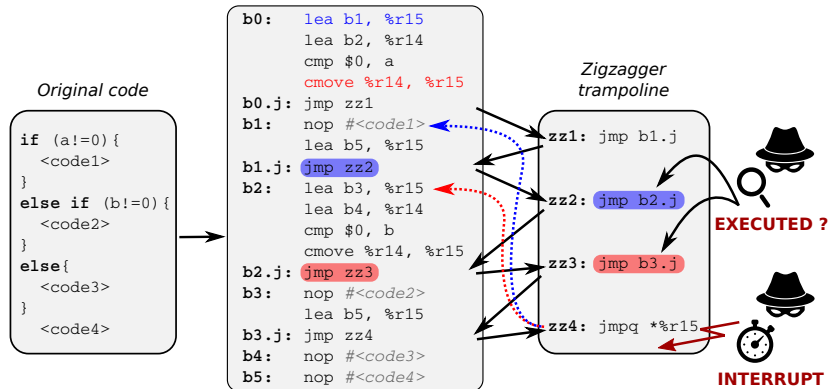 Original code
if (a!=0){
<code1>
}
else if (b!=0){
<code2>
}
else{
<code3>
}
<code4>
b0: lea b1, %r15
lea b2, %r14
cmp $0, a
cmove %r14, %r15
b0.j: jmp zz1
b1: nop #<code1>
lea b5, %r15
b1.j: jmp zz2
b2: lea b3, %r15
lea b4, %r14
cmp $0, b
cmove %r14, %r15
b2.j: jmp zz3
b3: nop #<code2>
lea b5, %r15
b3.j: jmp zz4
b4: nop #<code3>
b5: nop #<code4>
Zigzagger
trampoline
zz1: jmp b1.j
zz2: jmp b2.j
zz3: jmp b3.j
zz4: jmpq *%r15
EXECUTED ?
INTERRUPT